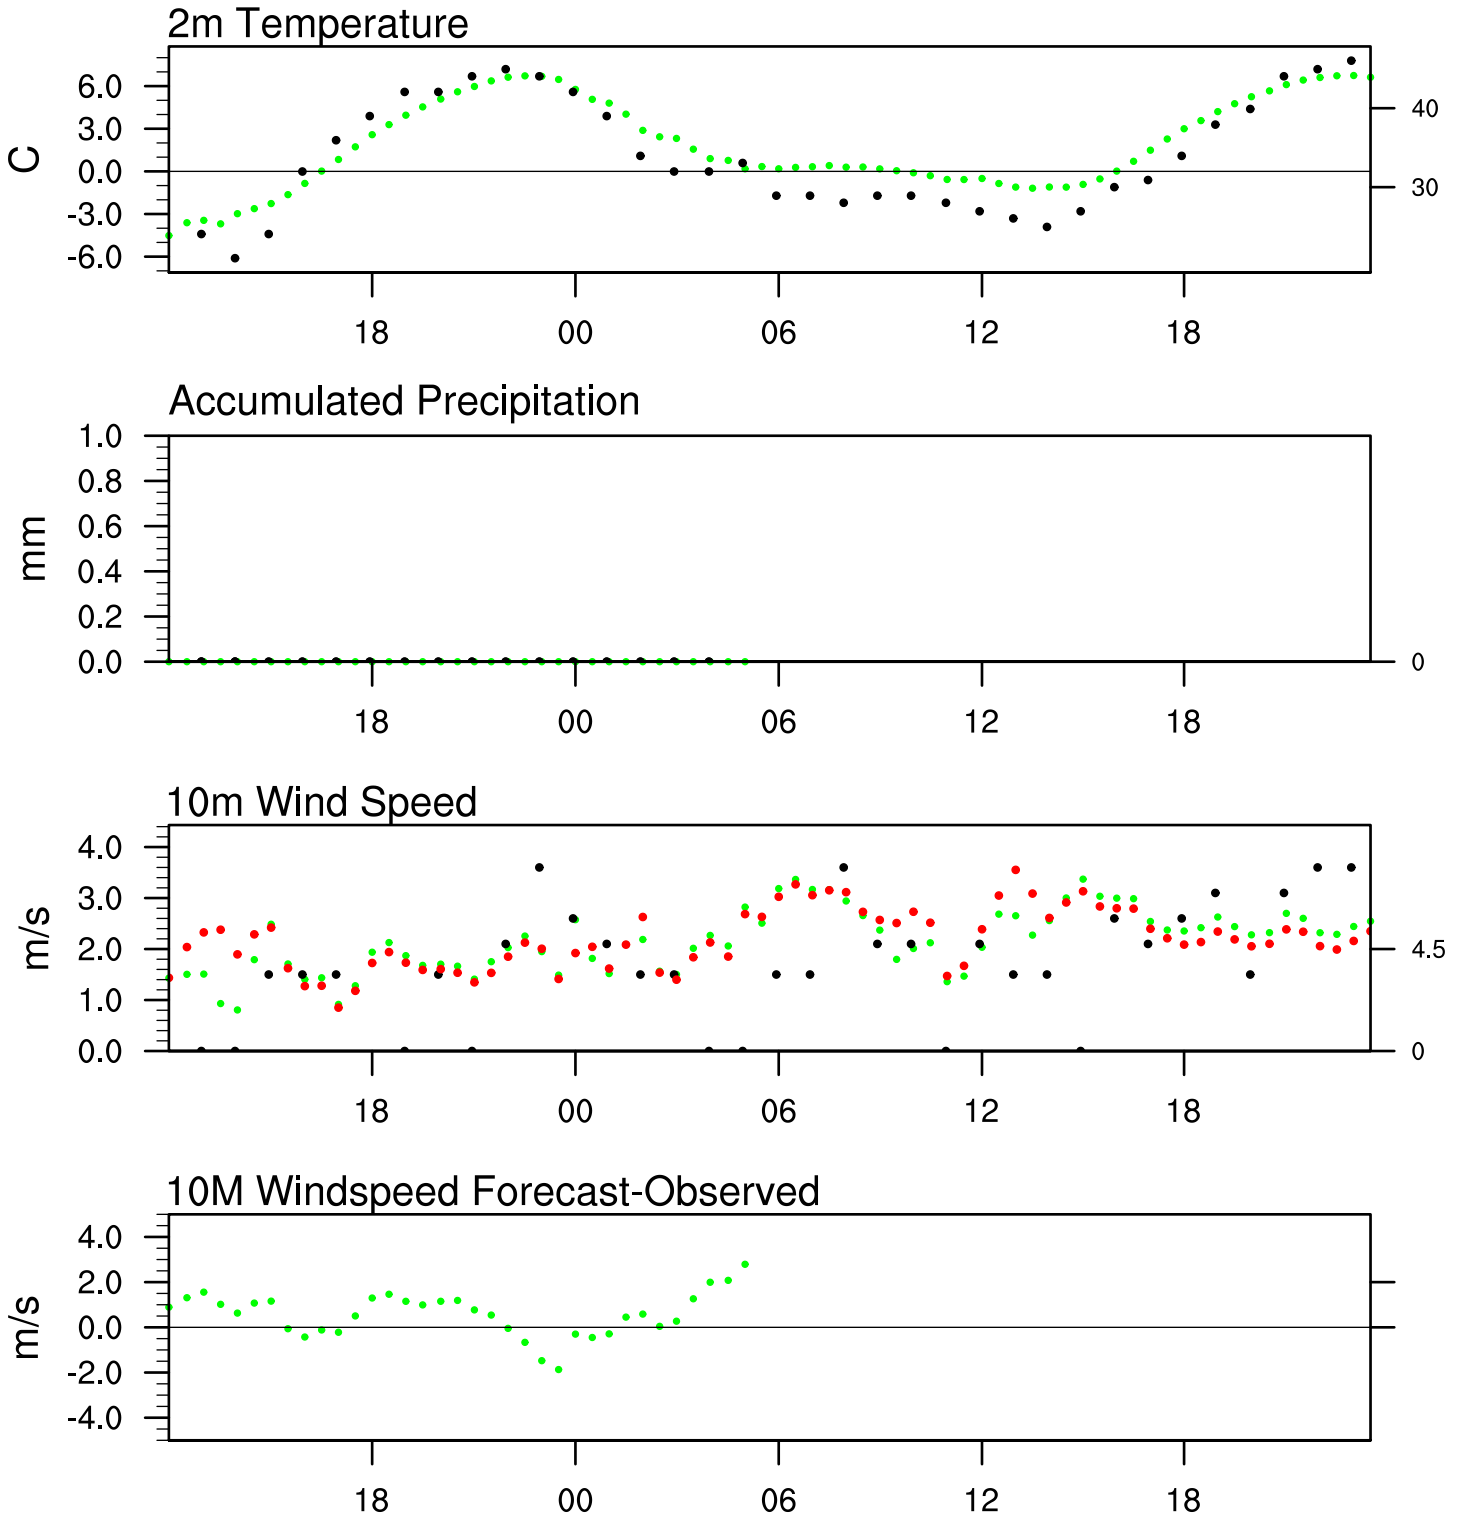 2m Temperature
6.0
3.0
0.0
-3.0
-6.0
C
40
30
18 00 06 12 18
Accumulated Precipitation
1.0
0.8
0.6
0.4
0.2
0.0
mm
0
18 00 06 12 18
10m Wind Speed
4.0
3.0
2.0
1.0
0.0
m/s
4.5
0
18 00 06 12 18
10M Windspeed Forecast-Observed
4.0
2.0
0.0
-2.0
-4.0
m/s
18 00 06 12 18